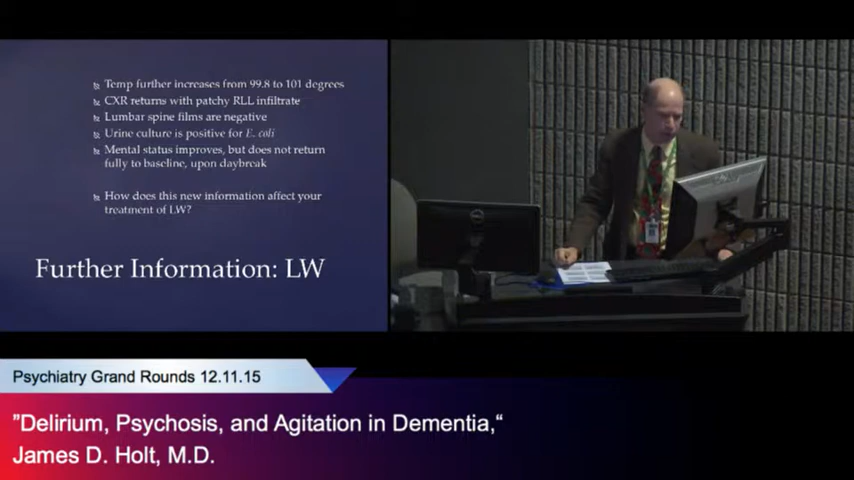 Temp further increases from 99.8 to 101 degrees
CXR returns with patchy RLL infiltrate
Lumbar spine films are negative
Urine culture is positive for E. coli
Mental status improves, but does not return
fully to baseline, upon daybreak
How does this new information affect your
treatment of LW?
Further Information: LW
Psychiatry Grand Rounds 12.11.15
"Delirium, Psychosis, and Agitation in Dementia,"
James D. Holt, M.D.